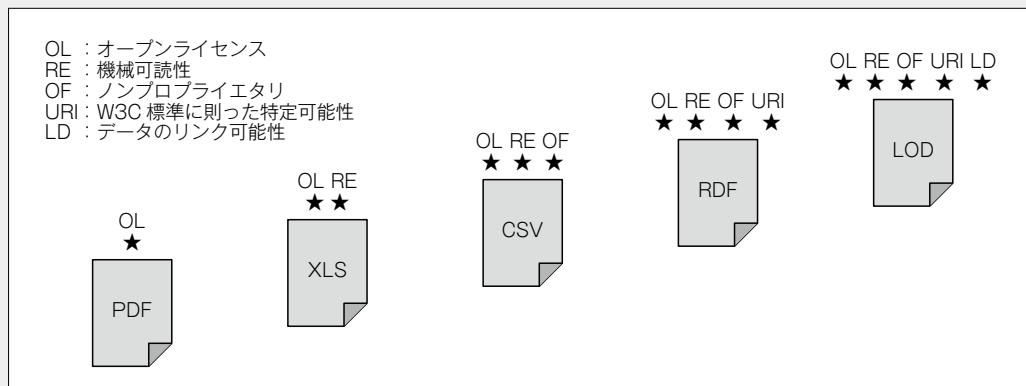 OL ：オープンライセンス
RE ：機械可読性
OF ：ノンプロプライエタリ
URI：W3C 標準に則った特定可能性
LD ：データのリンク可能性
OL
★
PDF
OL RE
★ ★
XLS
OL RE OF
★ ★ ★
CSV
OL RE OF URI
★ ★ ★ ★
RDF
OL RE OF URI LD
★ ★ ★ ★ ★
LOD